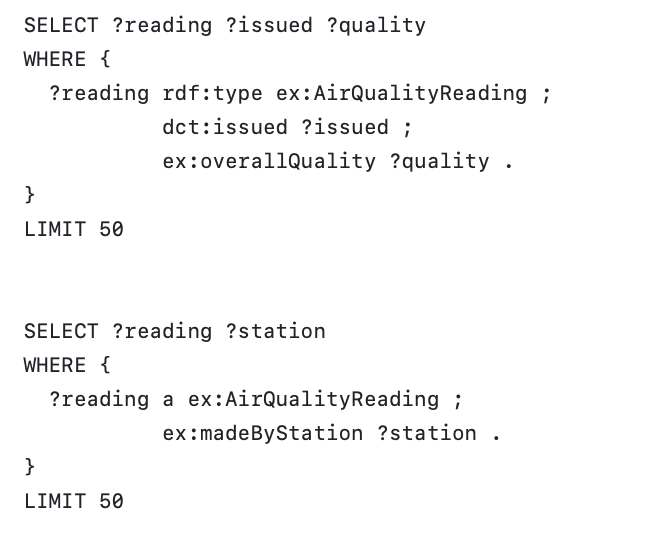 SELECT ?reading ?issued ?quality
WHERE {
  ?reading rdf:type ex:AirQualityReading ;
           dct:issued ?issued ;
           ex:overallQuality ?quality .
}
LIMIT 50

SELECT ?reading ?station
WHERE {
  ?reading a ex:AirQualityReading ;
           ex:madeByStation ?station .
}
LIMIT 50